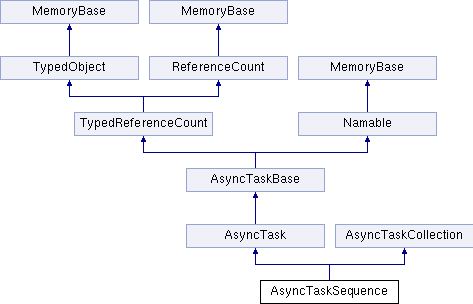 MemoryBase MemoryBase
TypedObject ReferenceCount MemoryBase
TypedReferenceCount Namable
AsyncTaskBase
AsyncTask AsyncTaskCollection
AsyncTaskSequence